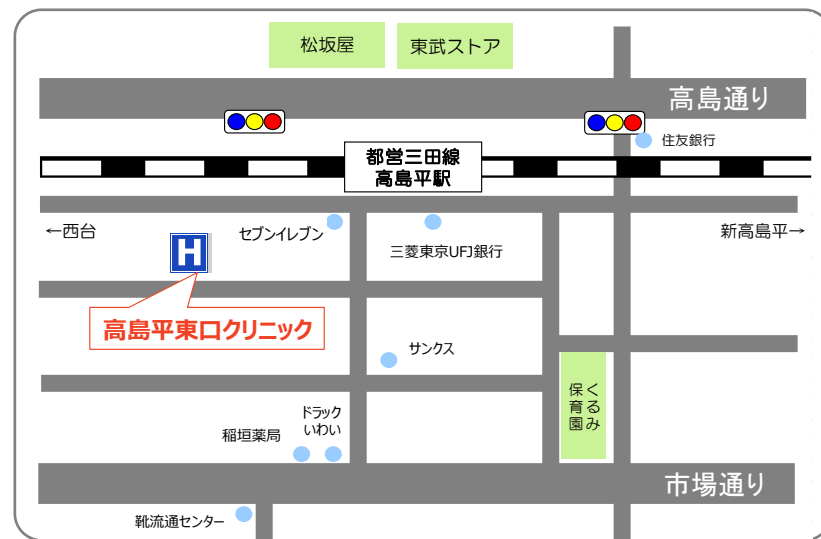 松坂屋
東武ストア
高島通り
住友銀行
都営三田線
高島平駅
←西台
セブンイレブン
三菱東京UFJ銀行
新高島平→
H
高島平東口クリニック
サンクス
くるみ
保育園
ドラック
いわい
稲垣薬局
市場通り
靴流通センター